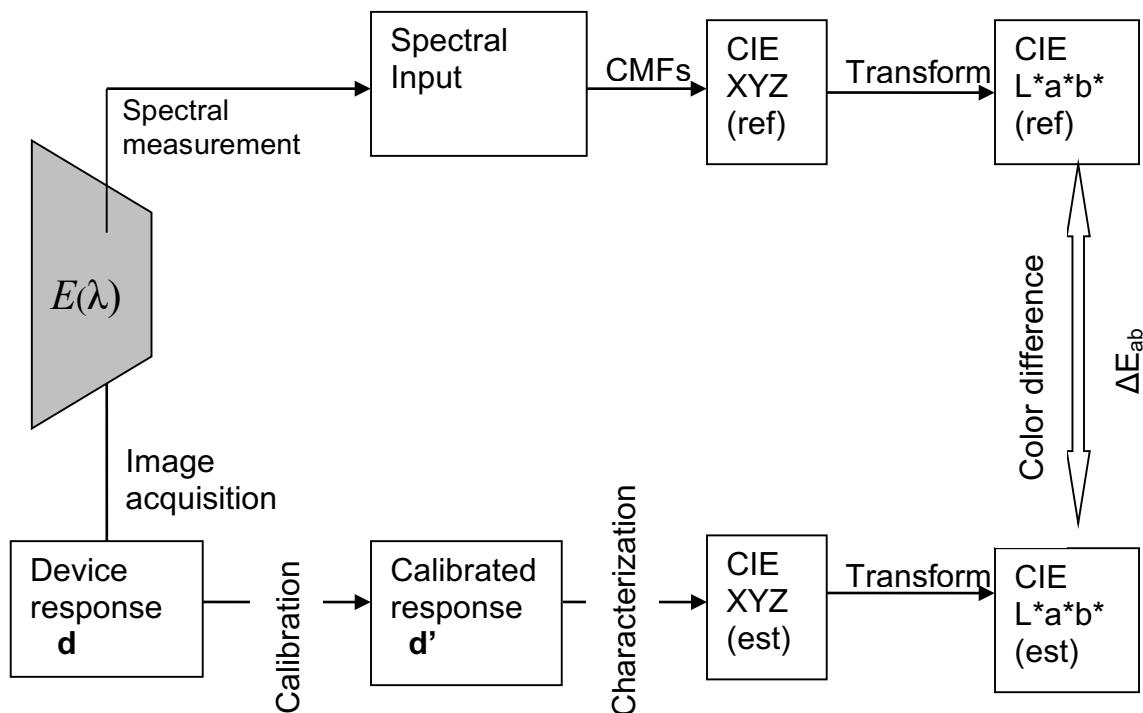 Spectral
Input
CMFs
CIE
XYZ
(ref)
Transform
CIE
L*a*b*
(ref)
Spectral
measurement
E(λ)
Color difference
ΔEab
Image
acquisition
Device
response
d
Calibration
Calibrated
response
d’
Characterization
CIE
XYZ
(est)
Transform
CIE
L*a*b*
(est)